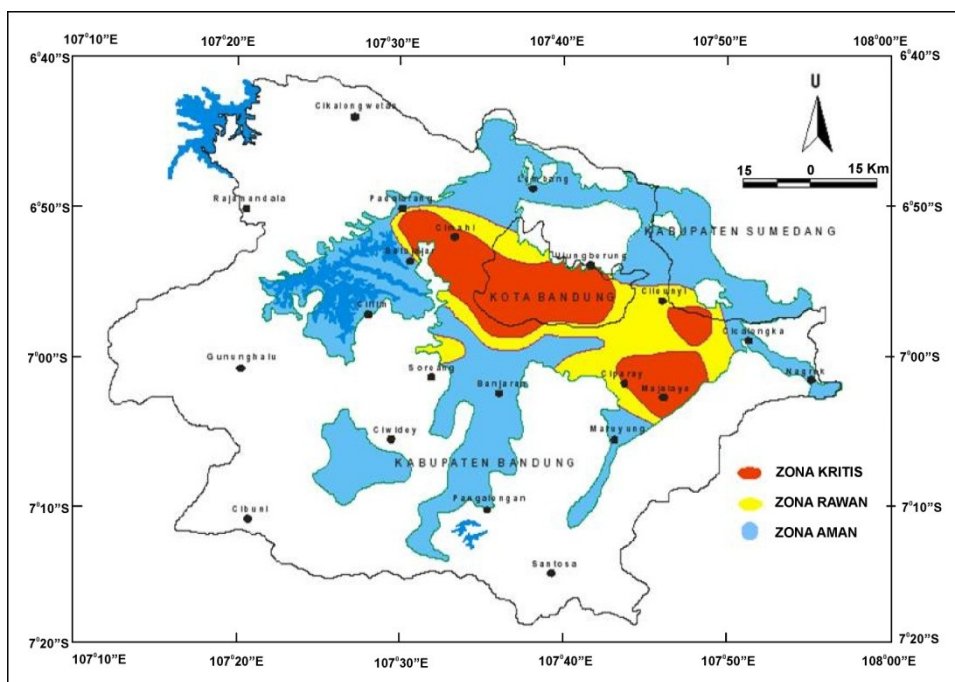 107°10"E 107°20"E 107°30"E 107°40"E 107°50"E 108°00"E
6°40"S 6°40"S
U
Cikalongwetan
15 0 15 Km
Lembang
Rajamandala
Padalarang
6°50"S 6°50"S
KABUPATEN SUMEDANG
Cimahi
Batujajar
Ujungberung
KOTA BANDUNG
Cileunyi
Cililin
Cicalengka
7°00"S 7°00"S
Gununghalu
Soreang
Banjaran
Ciparay
Majalaya
Nagrek
Ciwidey
Maruyung
KABUPATEN BANDUNG
ZONA KRITIS
ZONA RAWAN
ZONA AMAN
7°10"S 7°10"S
Pangalengan
Cibuni
Santosa
7°20"S 7°20"S
107°10"E 107°20"E 107°30"E 107°40"E 107°50"E 108°00"E